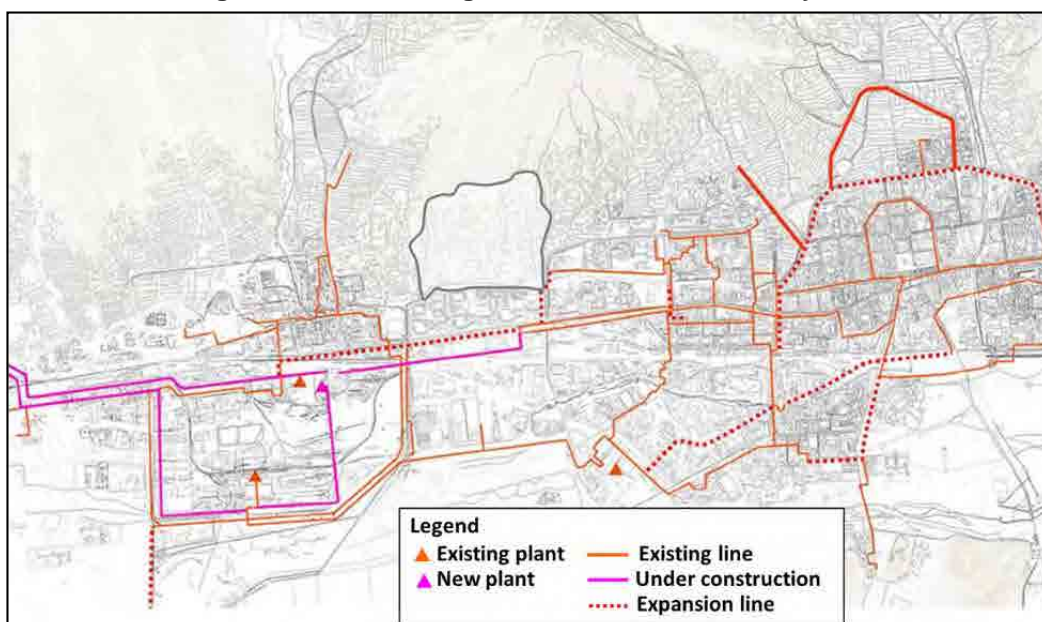 Legend
Existing plant
Existing line
New plant
Under construction
Expansion line